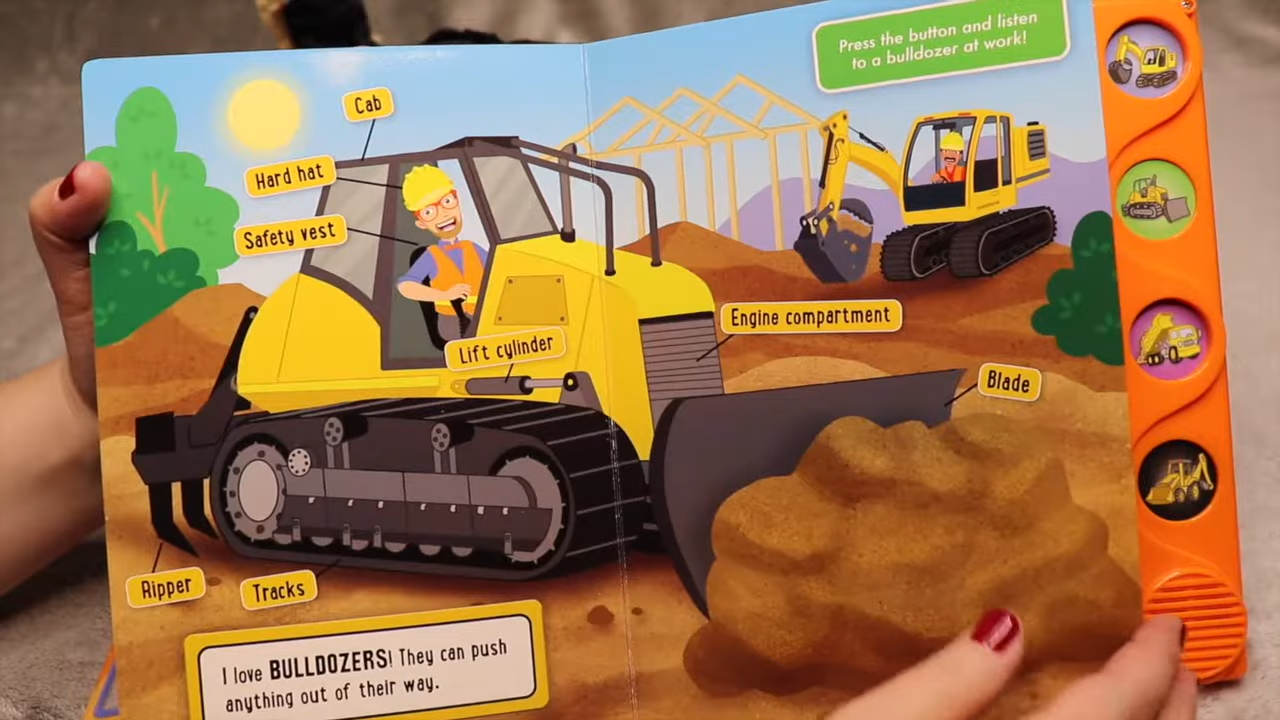 Press the button and listen
to a bulldozer at work!
Cab
Hard hat
Safety vest
Lift cylinder
Engine compartment
Blade
Ripper
Tracks
I love BULLDOZERS! They can push
anything out of their way.